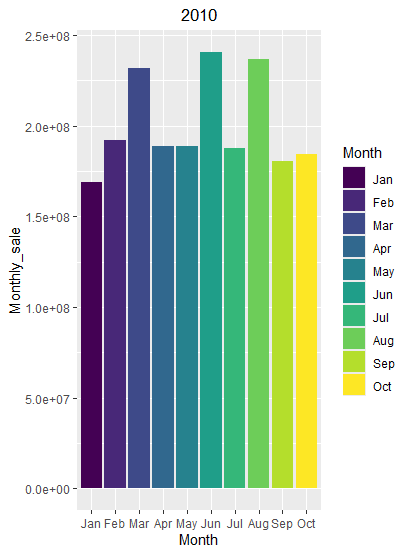 2010
Monthly_sale
2.5e+08
2.0e+08
1.5e+08
1.0e+08
5.0e+07
0.0e+00
Jan Feb Mar Apr May Jun Jul Aug Sep Oct
Month
Month
Jan
Feb
Mar
Apr
May
Jun
Jul
Aug
Sep
Oct